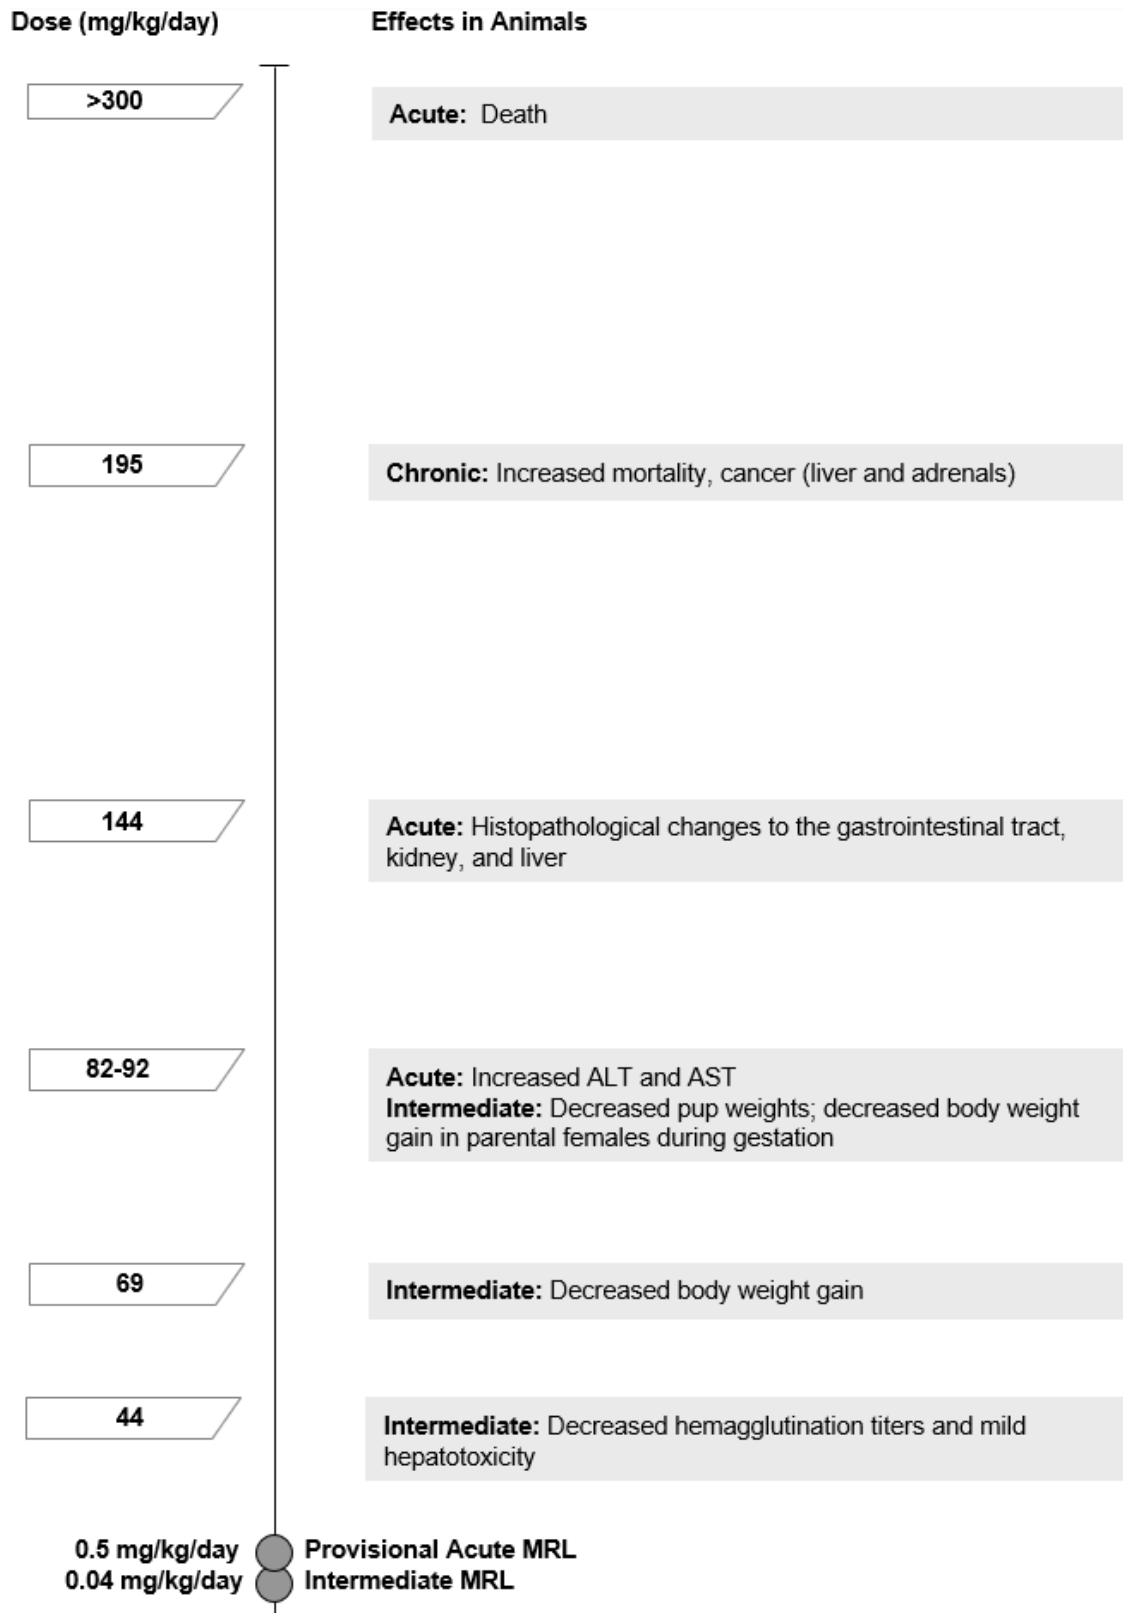 Dose (mg/kg/day) Effects in Animals
>300
Acute: Death
195
Chronic: Increased mortality, cancer (liver and adrenals)
144
Acute: Histopathological changes to the gastrointestinal tract,
kidney, and liver
82-92
Acute: Increased ALT and AST
Intermediate: Decreased pup weights; decreased body weight
gain in parental females during gestation
69
Intermediate: Decreased body weight gain
44
Intermediate: Decreased hemagglutination titers and mild
hepatotoxicity
0.5 mg/kg/day Provisional Acute MRL
0.04 mg/kg/day Intermediate MRL